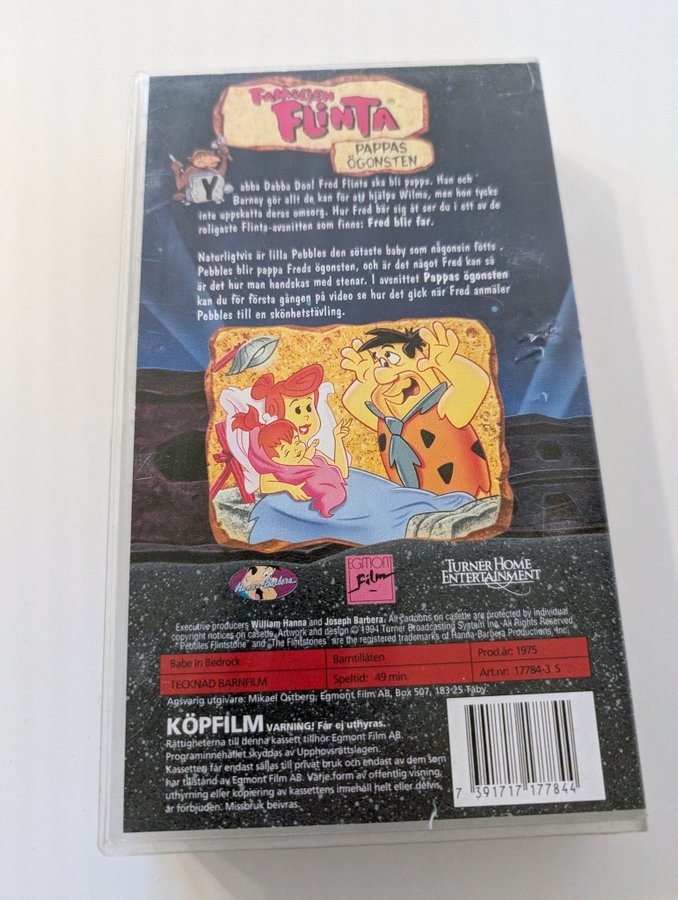 FAMILJEN
FLINTA®
PAPPAS
ÖGONSTEN
Yabba Dabba Doo! Fred Flinta ska bli pappa. Han och
Barney gör allt de kan för att hjälpa Wilma, men hon tycks
inte uppskatta deras omsorg. Hur Fred bär sig åt ser du i ett av de
roligaste Flinta-avsnitten som finns: Fred blir far.
Naturligtvis är lilla Pebbles den sötaste baby som någonsin fötts .
Pebbles blir pappa Freds ögonsten, och är det något Fred kan så
är det hur man handskas med stenar. I avsnittet Pappas ögonsten
kan du för första gången på video se hur det gick när Fred anmäler
Pebbles till en skönhetstävling.
Hanna-Barbera
EGMONT
Film
TURNER HOME
ENTERTAINMENT
Executive producers William Hanna and Joseph Barbera. All cartoons on casette are protected by individual
copyright notices on casette. Artwork and design © 1994 Turner Broadcasting System Inc. All Rights Reserved.
"Pebbles Flintstone" and "The Flintstones" are the registered trademarks of Hanna-Barbera Productions, Inc.
Babe In Bedrock Barntillåten Prod.år: 1975
TECKNAD BARNFILM Speltid: 49 min. Art.nr: 17784-3 S
Ansvarig utgivare: Mikael Östberg, Egmont Film AB, Box 507, 183 25 Täby.
KÖPFILM VARNING! Får ej uthyras.
Rättigheterna till denna kassett tillhör Egmont Film AB.
Programinnehållet skyddas av Upphovsrättslagen.
Kassetten får endast säljas till privat bruk och endast av dem som
har tillstånd av Egmont Film AB. Varje form av offentlig visning,
uthyrning eller kopiering av kassettens innehåll helt eller delvis,
är förbjuden. Missbruk beivras.
7 391717 177844